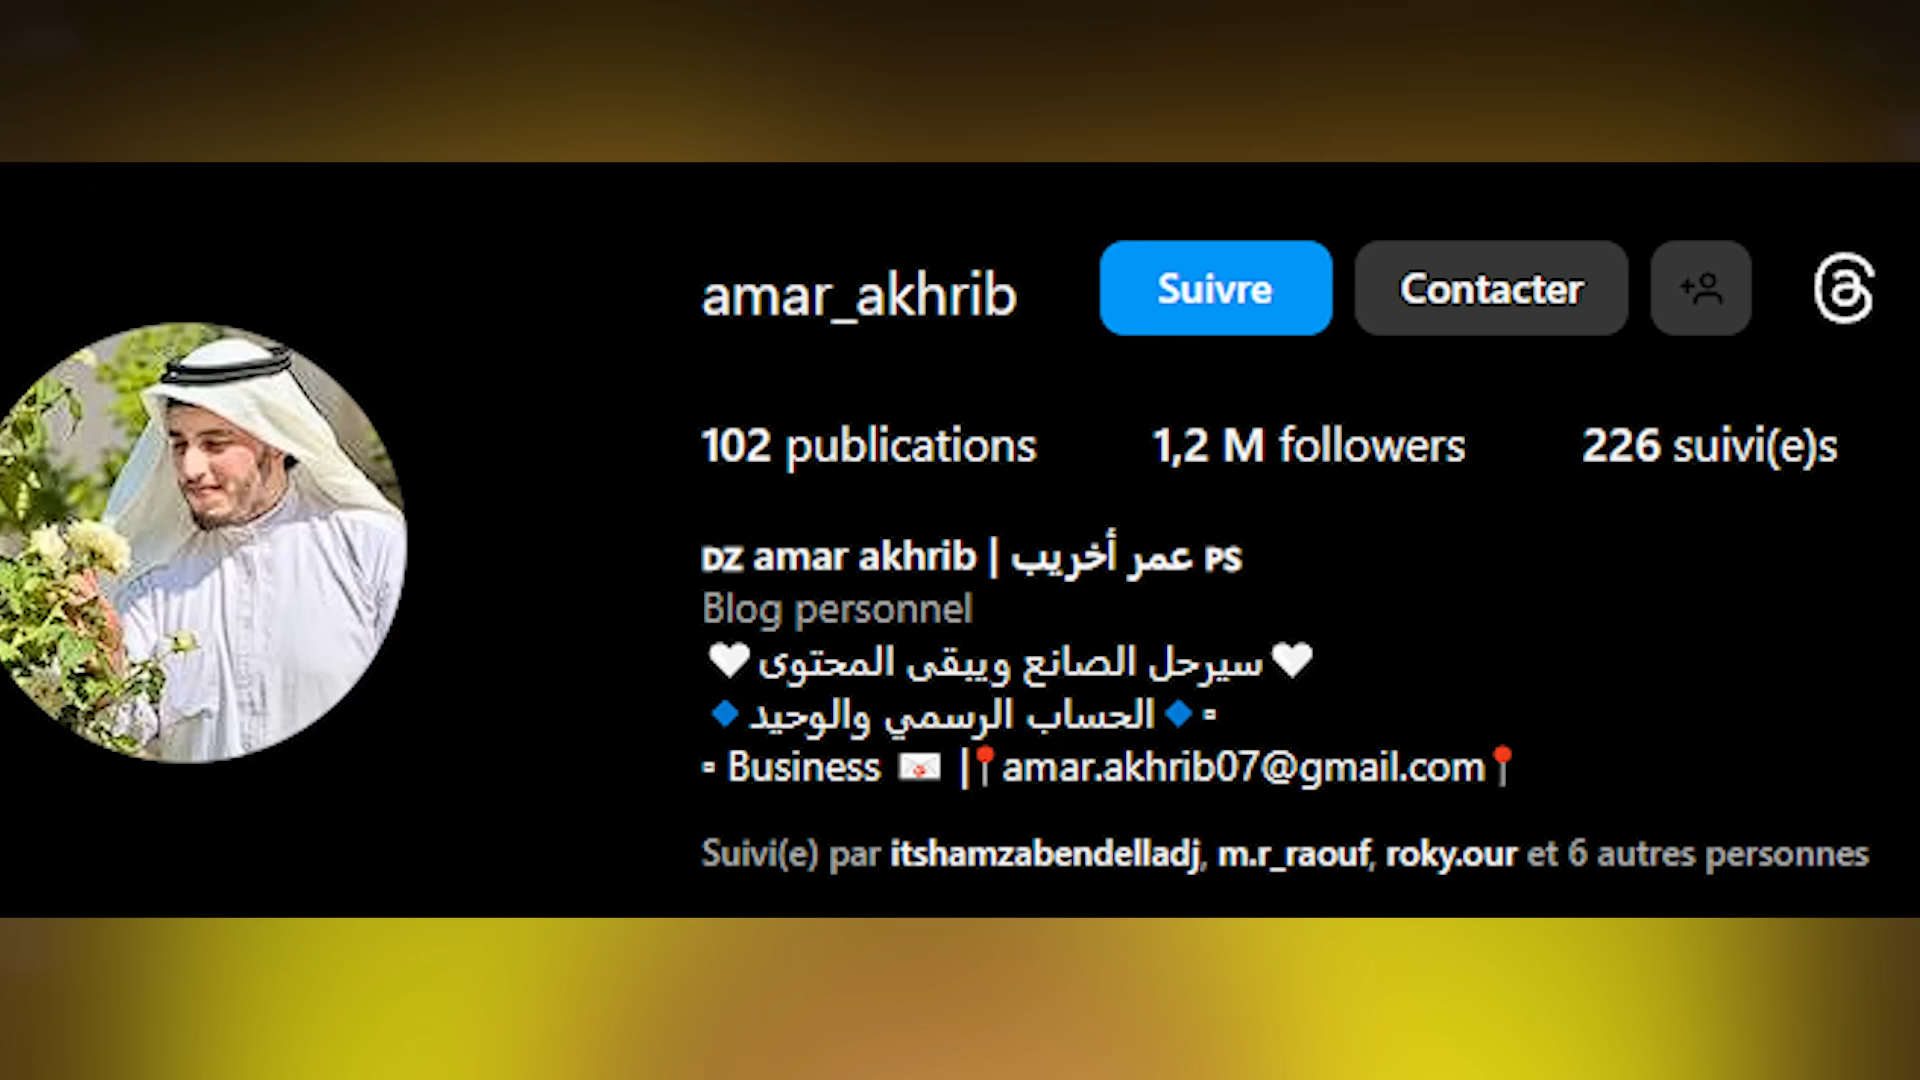 amar_akhrib Suivre Contacter
102 publications 1,2 M followers 226 suivi(e)s
DZ amar akhrib | عمر أخريب PS
Blog personnel
🤍سيرحل الصانع ويبقى المحتوى🤍
🔹الحساب الرسمي والوحيد🔹▫️
▫️ Business 💌 |📍amar.akhrib07@gmail.com📍
Suivi(e) par itshamzabendelladj, m.r_raouf, roky.our et 6 autres personnes